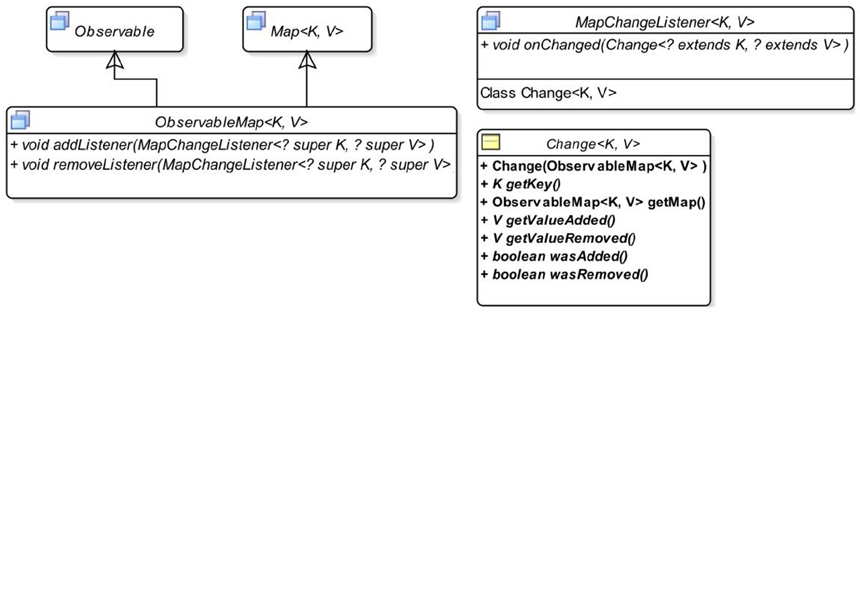 Observable
Map<K, V>
MapChangeListener<K, V>
+ void onChanged(Change<? extends K, ? extends V> )
Class Change<K, V>
ObservableMap<K, V>
+ void addListener(MapChangeListener<? super K, ? super V> )
+ void removeListener(MapChangeListener<? super K, ? super V>
Change<K, V>
+ Change(ObservableMap<K, V> )
+ K getKey()
+ ObservableMap<K, V> getMap()
+ V getValueAdded()
+ V getValueRemoved()
+ boolean wasAdded()
+ boolean wasRemoved()